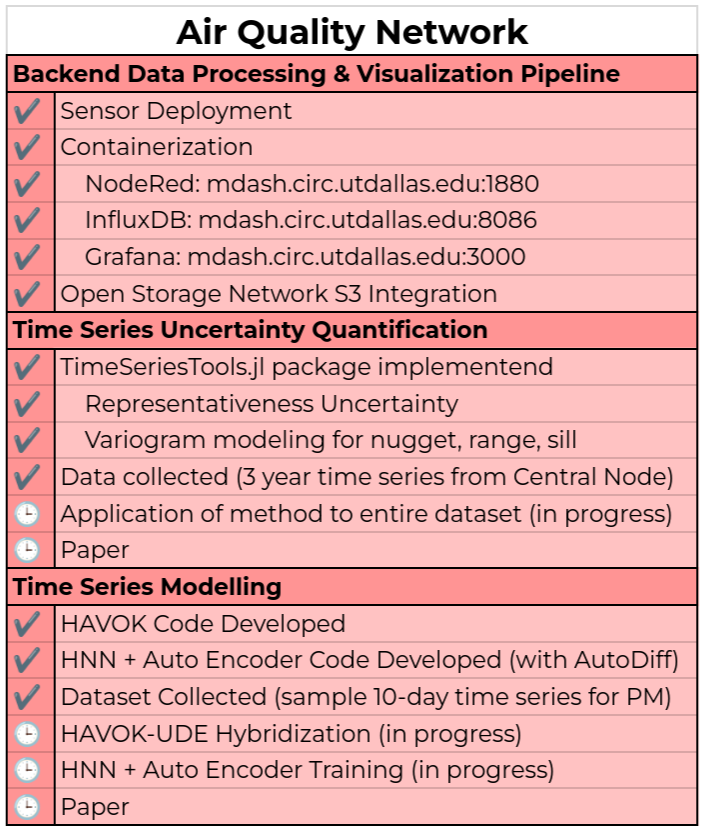 Air Quality Network
Backend Data Processing & Visualization Pipeline
✔ Sensor Deployment
✔ Containerization
✔ NodeRed: mdash.circ.utdallas.edu:1880
✔ InfluxDB: mdash.circ.utdallas.edu:8086
✔ Grafana: mdash.circ.utdallas.edu:3000
✔ Open Storage Network S3 Integration
Time Series Uncertainty Quantification
✔ TimeSeriesTools.jl package implementend
✔ Representativeness Uncertainty
✔ Variogram modeling for nugget, range, sill
✔ Data collected (3 year time series from Central Node)
🕒 Application of method to entire dataset (in progress)
🕒 Paper
Time Series Modelling
✔ HAVOK Code Developed
✔ HNN + Auto Encoder Code Developed (with AutoDiff)
✔ Dataset Collected (sample 10-day time series for PM)
🕒 HAVOK-UDE Hybridization (in progress)
🕒 HNN + Auto Encoder Training (in progress)
🕒 Paper